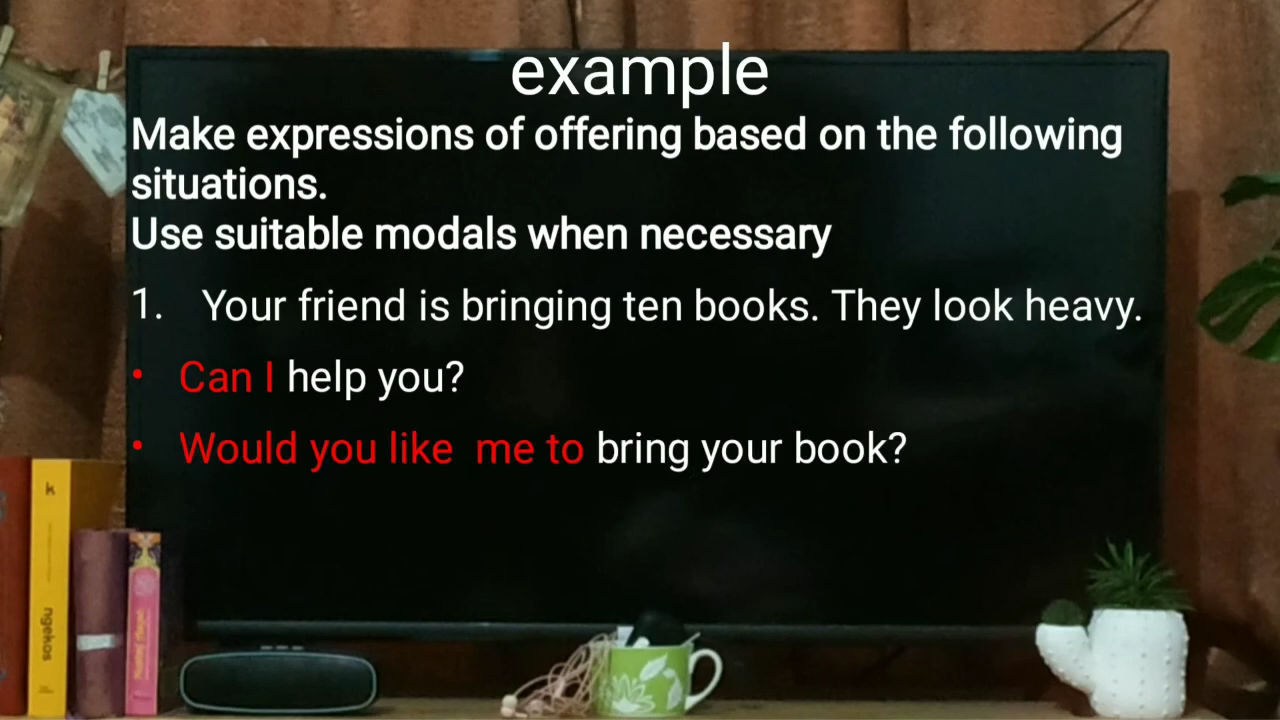 example
Make expressions of offering based on the following
situations.
Use suitable modals when necessary
1. Your friend is bringing ten books. They look heavy.
• Can I help you?
• Would you like me to bring your book?
k
ngekos